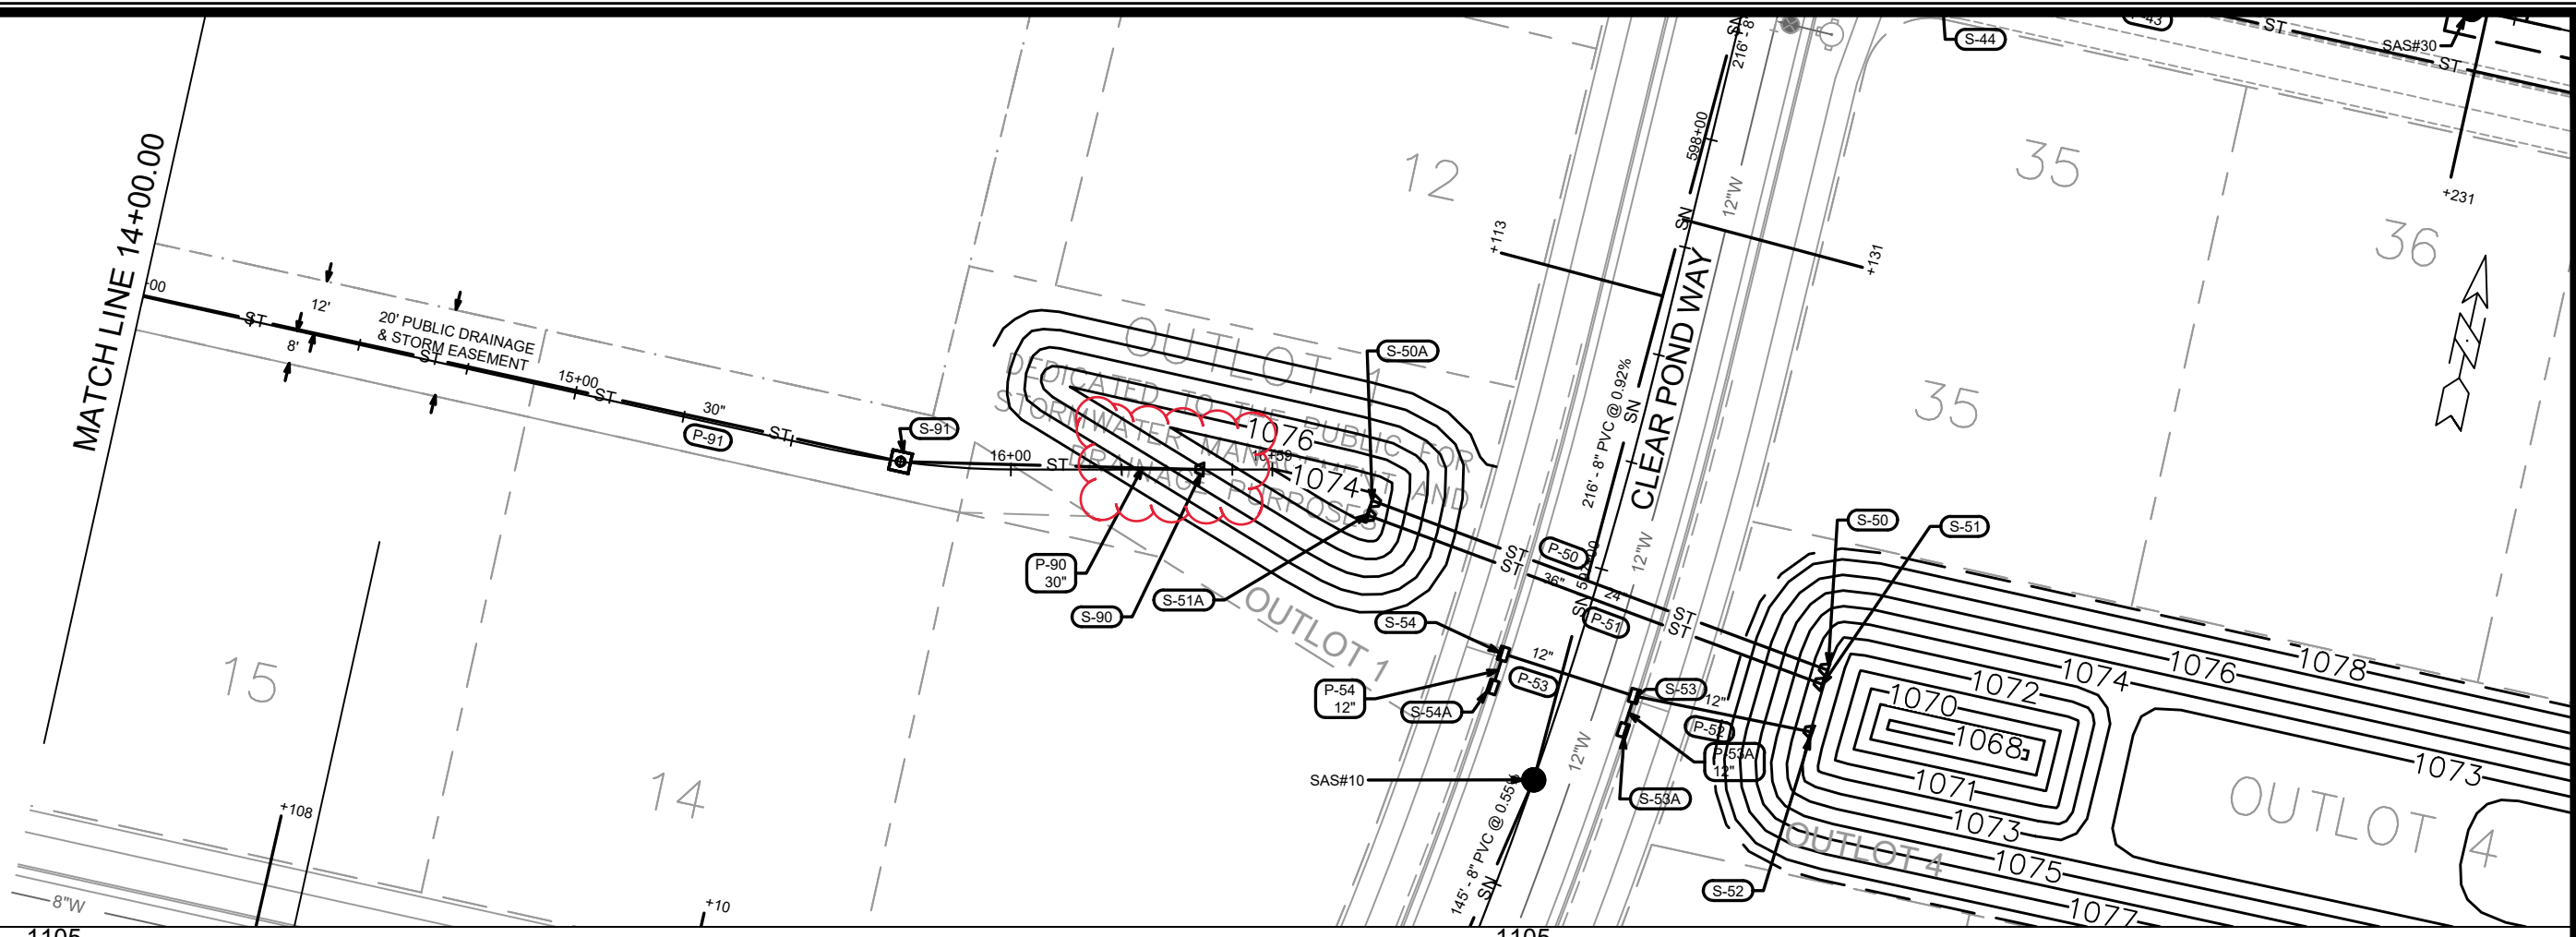 MATCH LINE 14+00.00
-00
12'
8'
ST
20' PUBLIC DRAINAGE
& STORM EASEMENT
ST
15+00
ST
30"
P-91
ST
S-91
16+00
ST
OUTLOT 1
DEDICATED TO THE PUBLIC FOR
STORMWATER MANAGEMENT AND
DRAINAGE PURPOSES
1076
16+59
1074
S-50A
P-90
30"
S-90
S-51A
OUTLOT 1
12
+113
SN
216' - 8"
598+00
12"W
SN
+131
CLEAR POND WAY
216' - 8" PVC @ 0.92%
SN
12"W
P-50
ST
ST
36"
24"
SN
P-51
ST
ST
S-54
12"
P-53
P-54
12"
S-54A
S-53
12"
P-52
P-53A
12"
S-53A
12"W
SAS#10
145' - 8" PVC @ 0.55%
SN
S-52
S-50
S-51
S-44
P-43
ST
SAS#30
ST
+231
35
36
35
1078
1076
1074
1072
1070
1068
1071
1073
1073
1075
1077
OUTLOT 4
OUTLOT 4
15
14
+108
+10
8"W
1105
1105